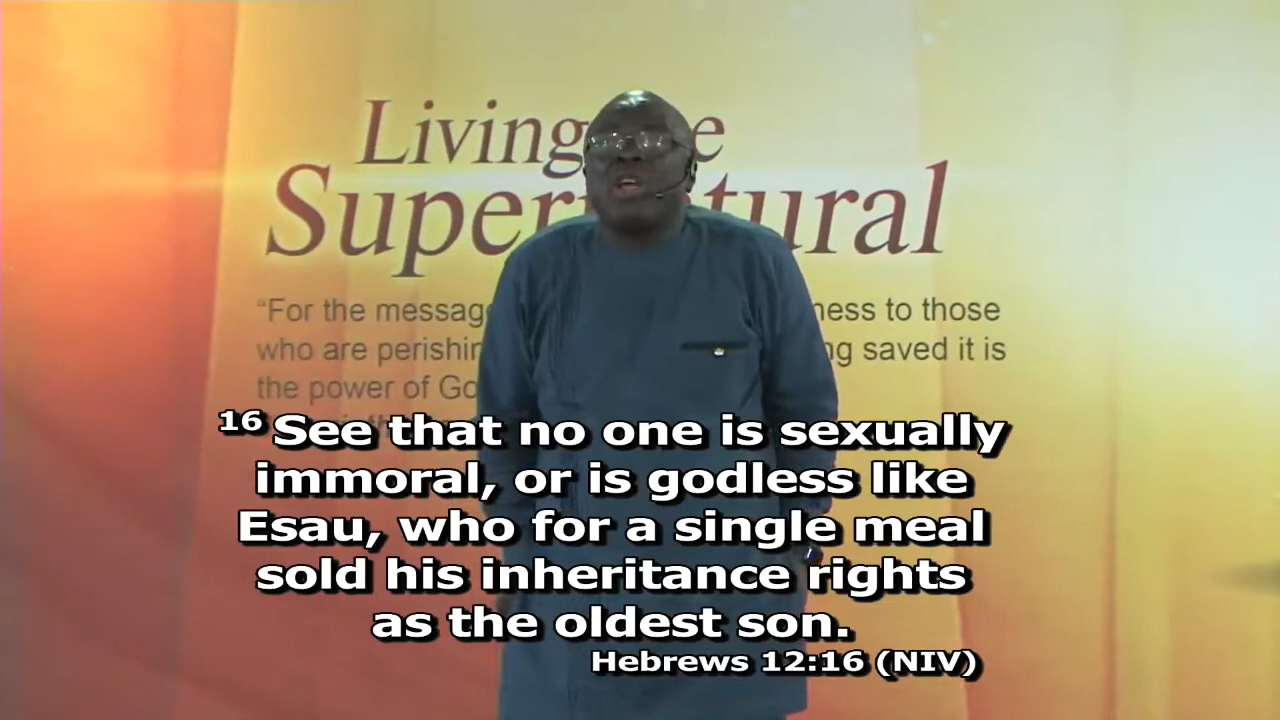 Living e
Super tural
“For the messag ness to those
who are perishin ng saved it is
the power of Go
16 See that no one is sexually
immoral, or is godless like
Esau, who for a single meal
sold his inheritance rights
as the oldest son.
Hebrews 12:16 (NIV)